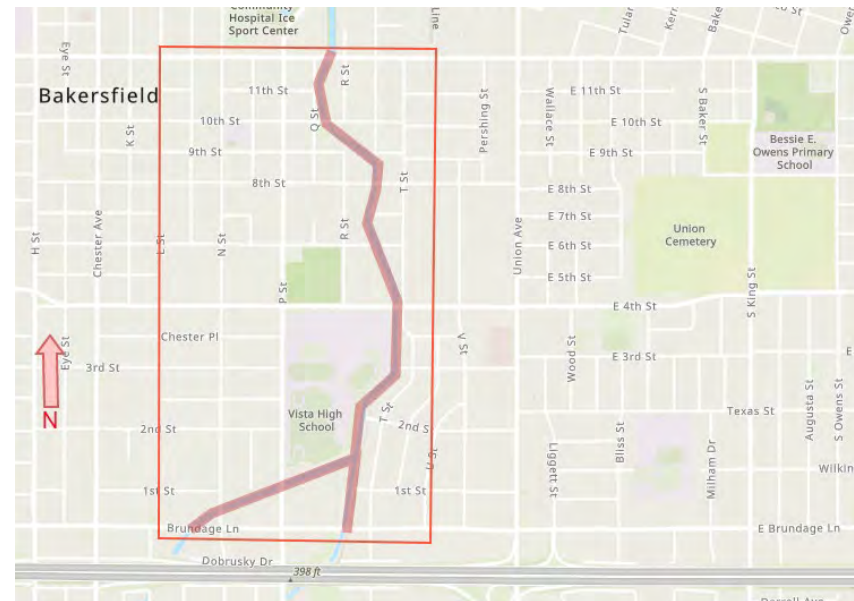 Community
Hospital Ice
Sport Center
Line
Tular
Kern
Bake
Eye St
Bakersfield
11th St
R St
10th St
Q St
K St
9th St
8th St
T St
Pershing St
Wallace St
E 11th St
E 10th St
E 9th St
S Baker St
Bessie E.
Owens Primary
School
E 8th St
E 7th St
E 6th St
E 5th St
Union
Cemetery
H St
Chester Ave
L St
N St
R St
P St
Union Ave
E 4th St
S King St
Chester Pl
Eye St
3rd St
V St
Wood St
E 3rd St
E
N
Vista High
School
T St
2nd St
2nd S
U St
Texas St
Augusta St
S Owens St
Bliss St
Liggett St
Milham Dr
Wilkin
1st St
1st St
Brundage Ln
E Brundage Ln
Dobrusky Dr
398 ft